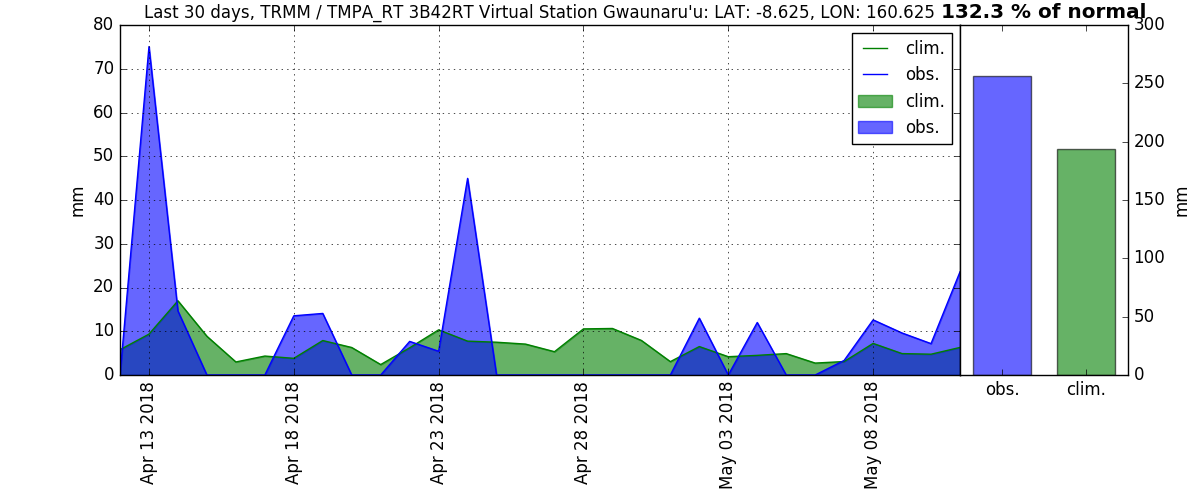 Last 30 days, TRMM / TMPA_RT 3B42RT Virtual Station Gwaunaru'u: LAT: -8.625, LON: 160.625 132.3 % of normal
80
70
60
50
40
30
20
10
0
mm
clim.
obs.
clim.
obs.
Apr 13 2018
Apr 18 2018
Apr 23 2018
Apr 28 2018
May 03 2018
May 08 2018
300
250
200
150
100
50
0
mm
obs.
clim.